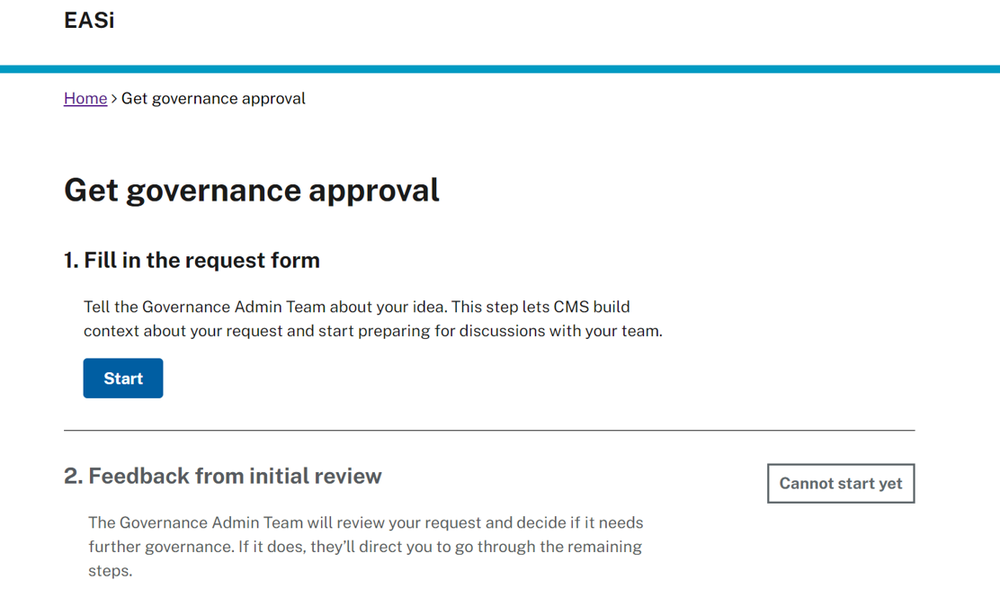 EASi
Home > Get governance approval
Get governance approval
1. Fill in the request form
Tell the Governance Admin Team about your idea. This step lets CMS build
context about your request and start preparing for discussions with your team.
Start
2. Feedback from initial review
Cannot start yet
The Governance Admin Team will review your request and decide if it needs
further governance. If it does, they’ll direct you to go through the remaining
steps.